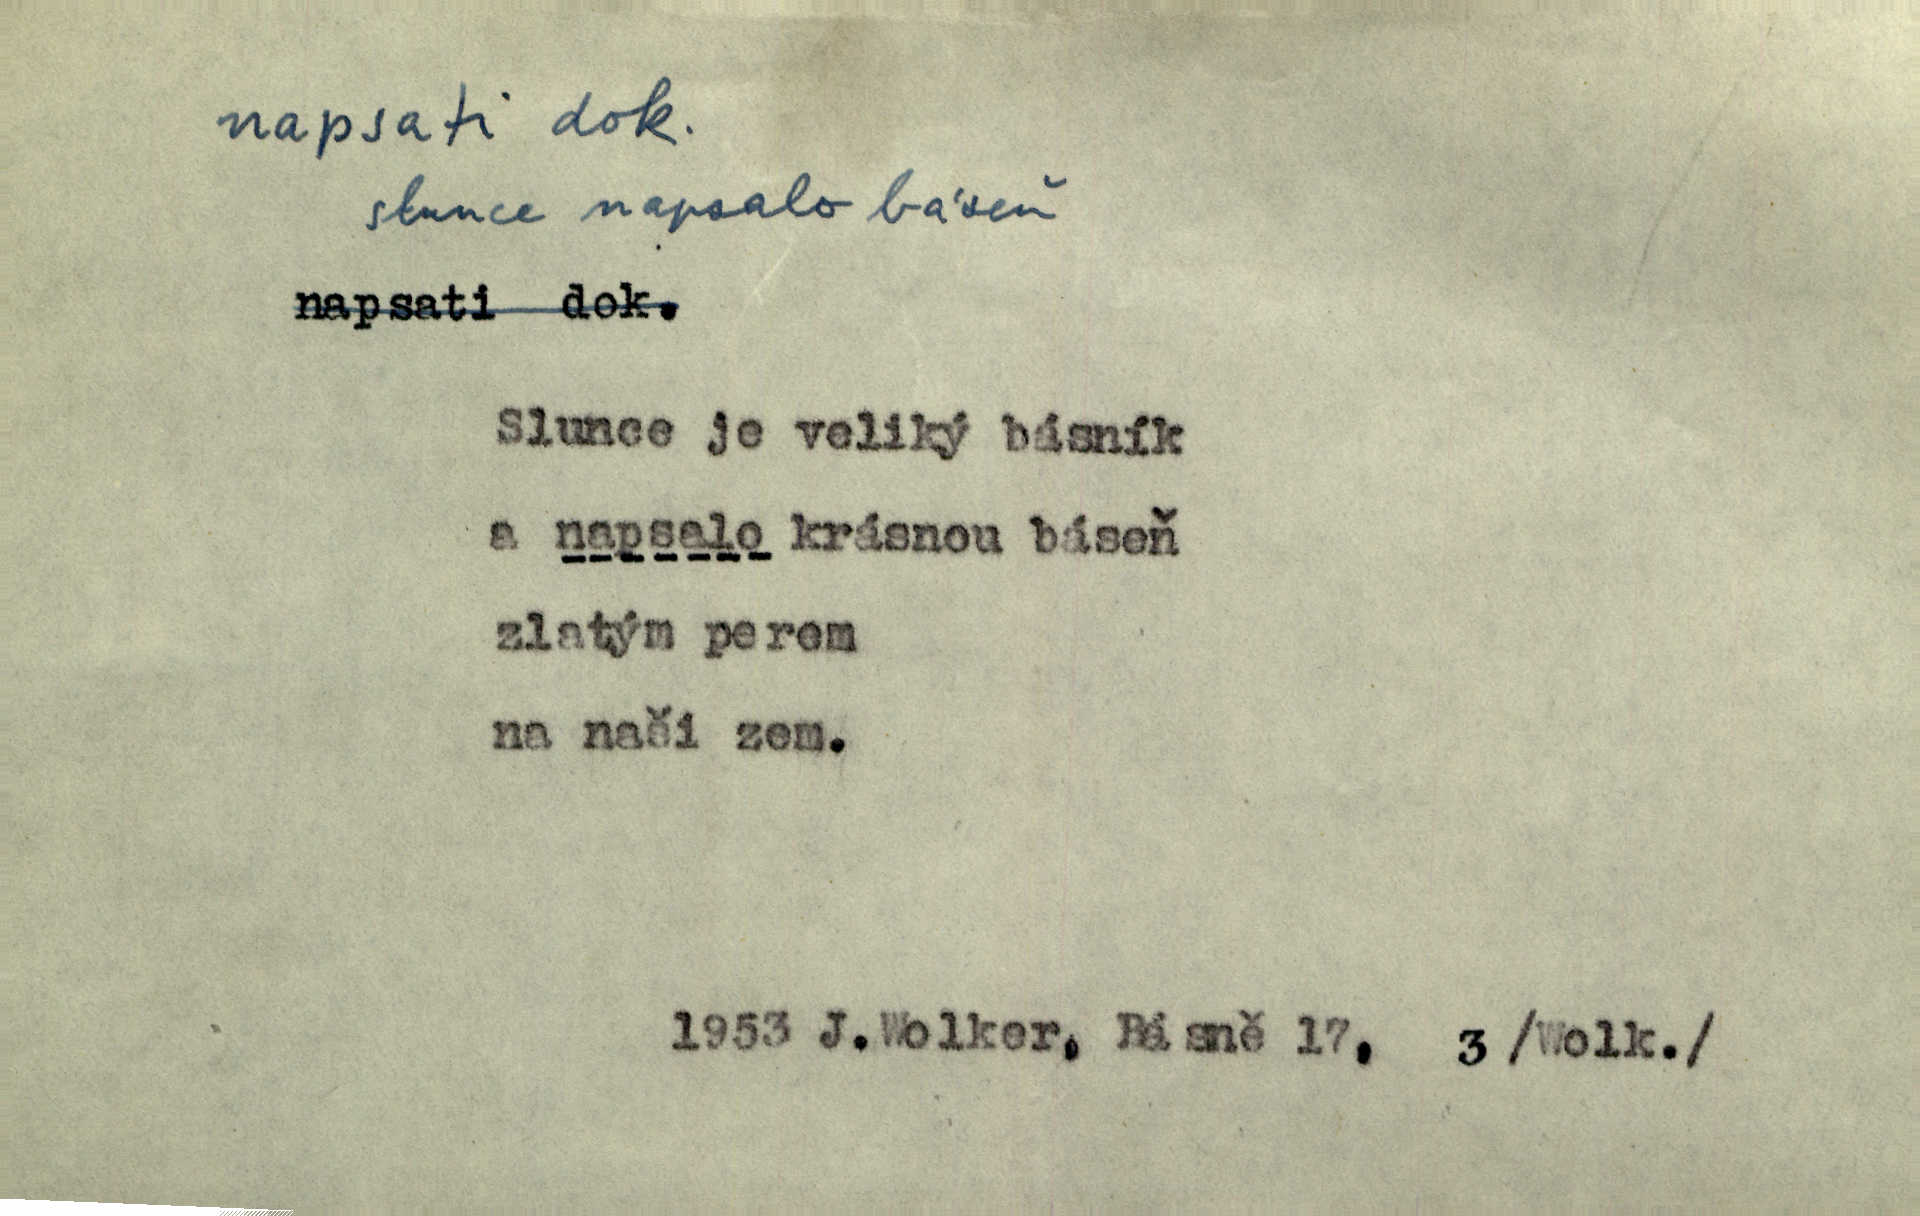 napsati dok.
slunce napsalo báseň
napsati dok.
Slunce je veliký básník
a napsalo krásnou báseň
zlatým perem
na naši zem.
1953 J.Wolker, Básně 17, 3 /Wolk./